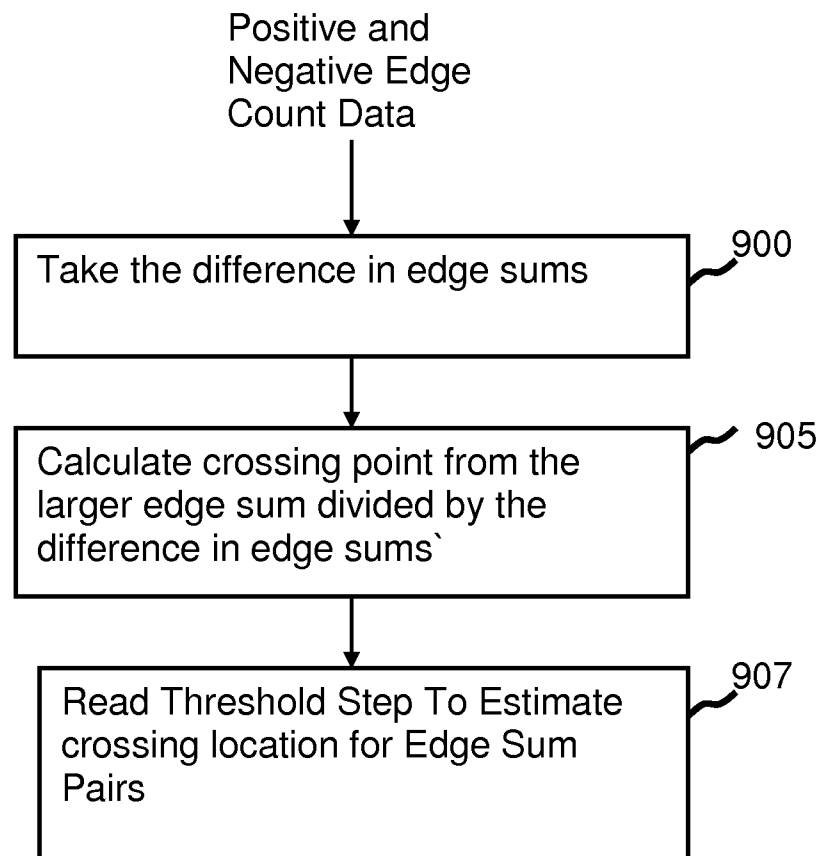 Positive and
Negative Edge
Count Data
900
Take the difference in edge sums
905
Calculate crossing point from the
larger edge sum divided by the
difference in edge sums`
907
Read Threshold Step To Estimate
crossing location for Edge Sum
Pairs